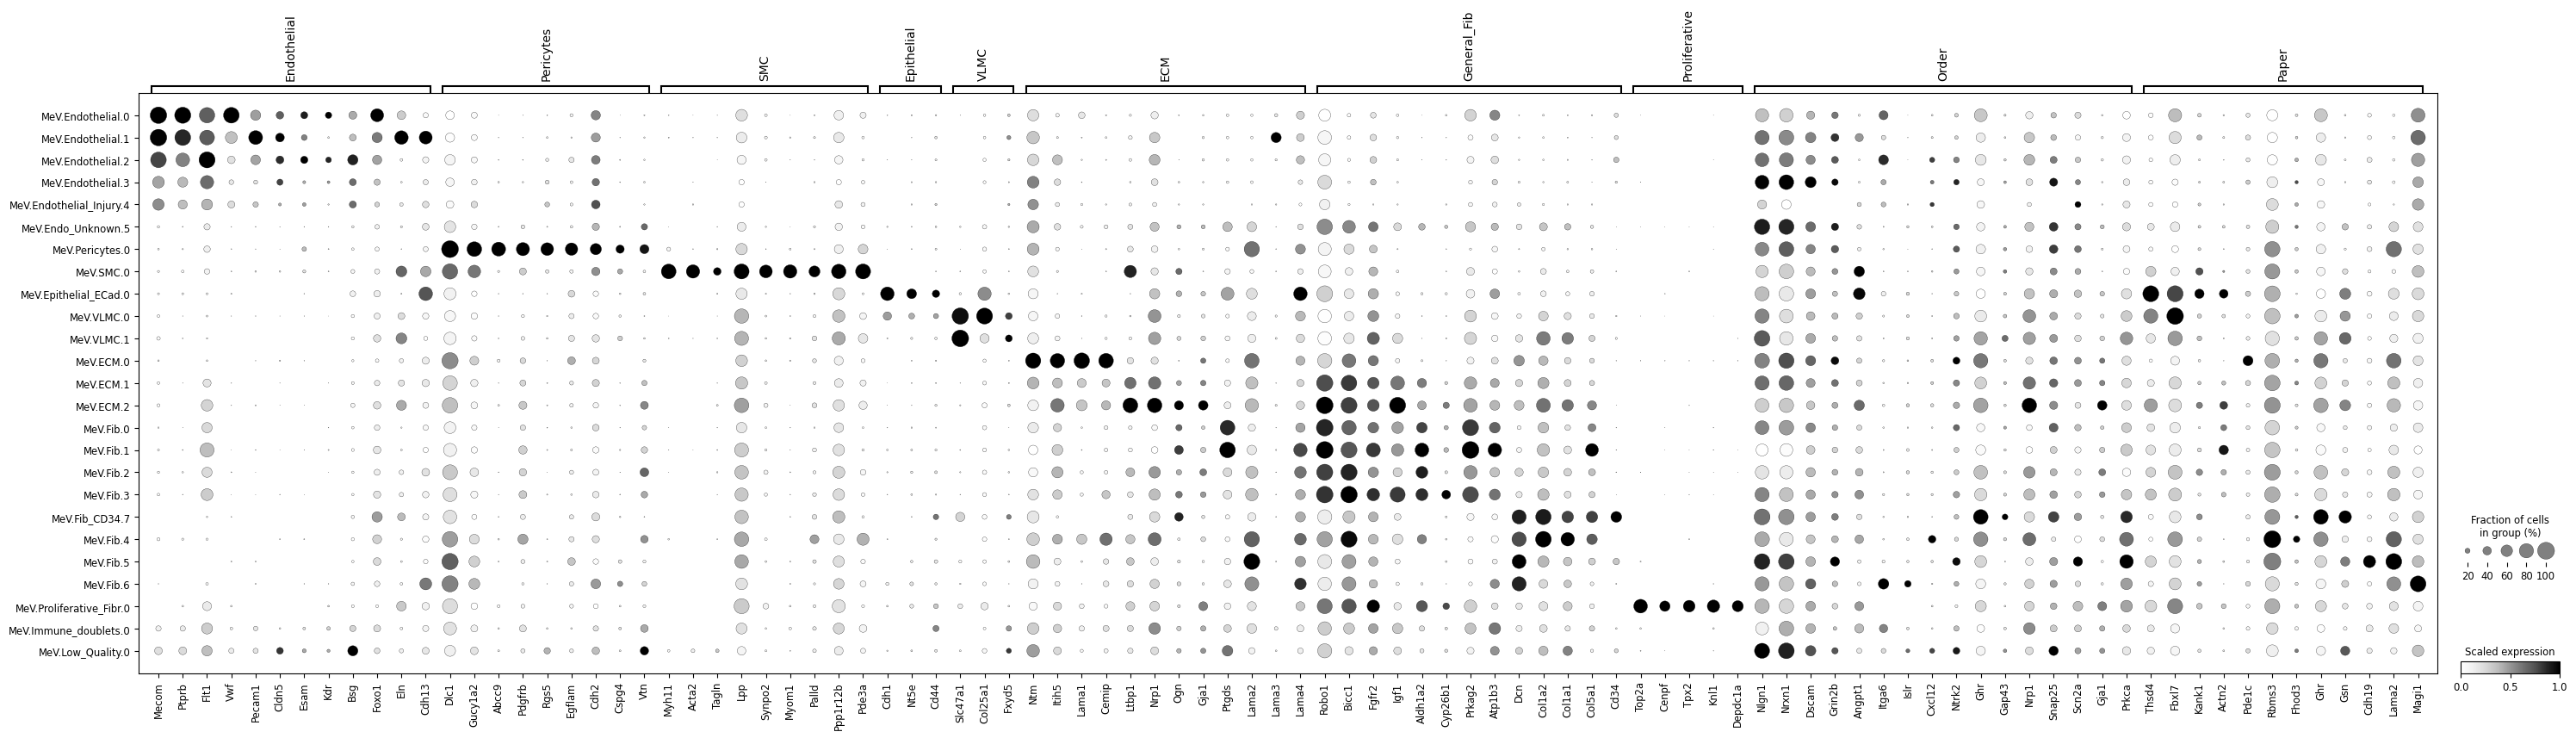 Endothelial
Pericytes
SMC
Epithelial
VLMC
ECM
General_Fib
Proliferative
Order
Paper
MeV.Endothelial.0
MeV.Endothelial.1
MeV.Endothelial.2
MeV.Endothelial.3
MeV.Endothelial_Injury.4
MeV.Endo_Unknown.5
MeV.Pericytes.0
MeV.SMC.0
MeV.Epithelial_ECad.0
MeV.VLMC.0
MeV.VLMC.1
MeV.ECM.0
MeV.ECM.1
MeV.ECM.2
MeV.Fib.0
MeV.Fib.1
MeV.Fib.2
MeV.Fib.3
MeV.Fib_CD34.7
MeV.Fib.4
MeV.Fib.5
MeV.Fib.6
MeV.Proliferative_Fibr.0
MeV.Immune_doublets.0
MeV.Low_Quality.0
Mecom
Ptprb
Flt1
Vwf
Pecam1
Cldn5
Esam
Kdr
Bsg
Foxo1
Eln
Cdh13
Dlc1
Gucy1a2
Abcc9
Pdgfrb
Rgs5
Egflam
Cdh2
Cspg4
Vtn
Myh11
Acta2
Tagln
Lpp
Synpo2
Myom1
Palld
Ppp1r12b
Pde3a
Cdh1
Nt5e
Cd44
Slc47a1
Col25a1
Fxyd5
Ntm
Itih5
Lama1
Cemip
Ltbp1
Nrp1
Ogn
Gja1
Ptgds
Lama2
Lama3
Lama4
Robo1
Bicc1
Fgfr2
Igf1
Aldh1a2
Cyp26b1
Prkag2
Atp1b3
Dcn
Col1a2
Col1a1
Col5a1
Cd34
Top2a
Cenpf
Tpx2
Knl1
Depdc1a
Nlgn1
Nrxn1
Dscam
Grin2b
Angpt1
Itga6
Islr
Cxcl12
Ntrk2
Ghr
Gap43
Nrp1
Snap25
Scn2a
Gja1
Prkca
Thsd4
Fbxl7
Kank1
Actn2
Pde1c
Rbms3
Fhod3
Ghr
Gsn
Cdh19
Lama2
Magi1
Fraction of cells
in group (%)
20 40 60 80 100
Scaled expression
0.0 0.5 1.0